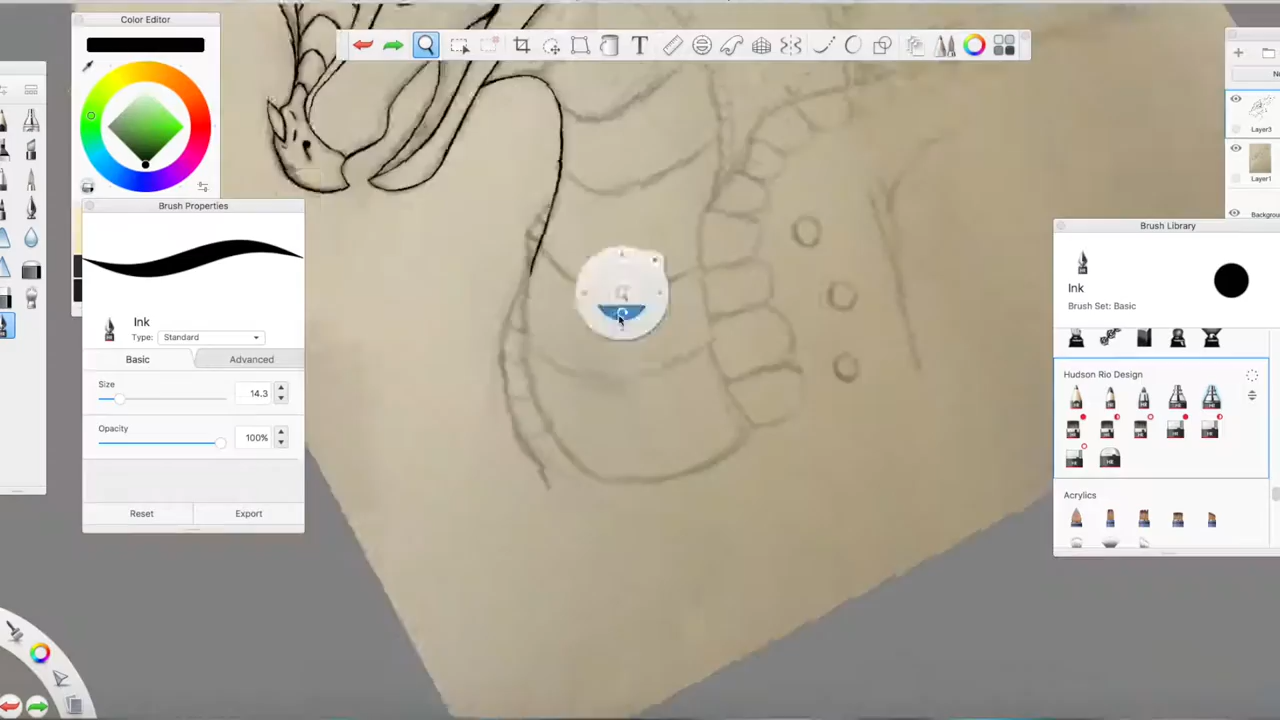 Color Editor
Brush Properties
Ink
Type: Standard
Basic
Advanced
Size
14.3
Opacity
100%
Reset
Export
T
Layer3
Layer1
Brush Library
Ink
Brush Set: Basic
Hudson Rio Design
Acrylics